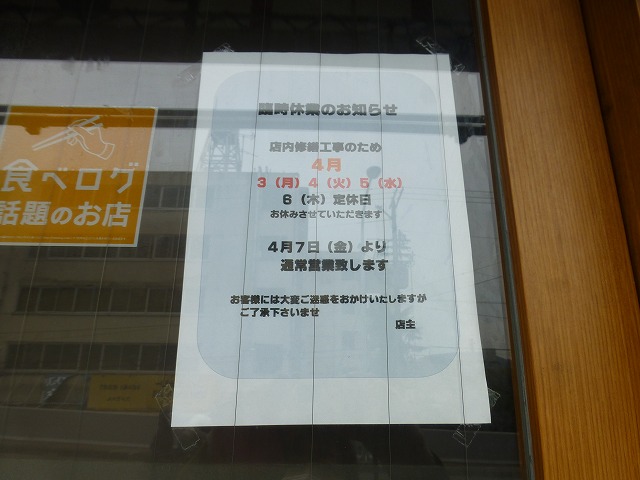 臨時休業のお知らせ
店内修繕工事のため
4月
3（月）4（火）5（水）
6（木）定休日
お休みさせていただきます
4月7日（金）より
通常営業致します
お客様には大変ご迷惑をおかけいたしますが
ご了承下さいませ
店主
食べログ
話題のお店